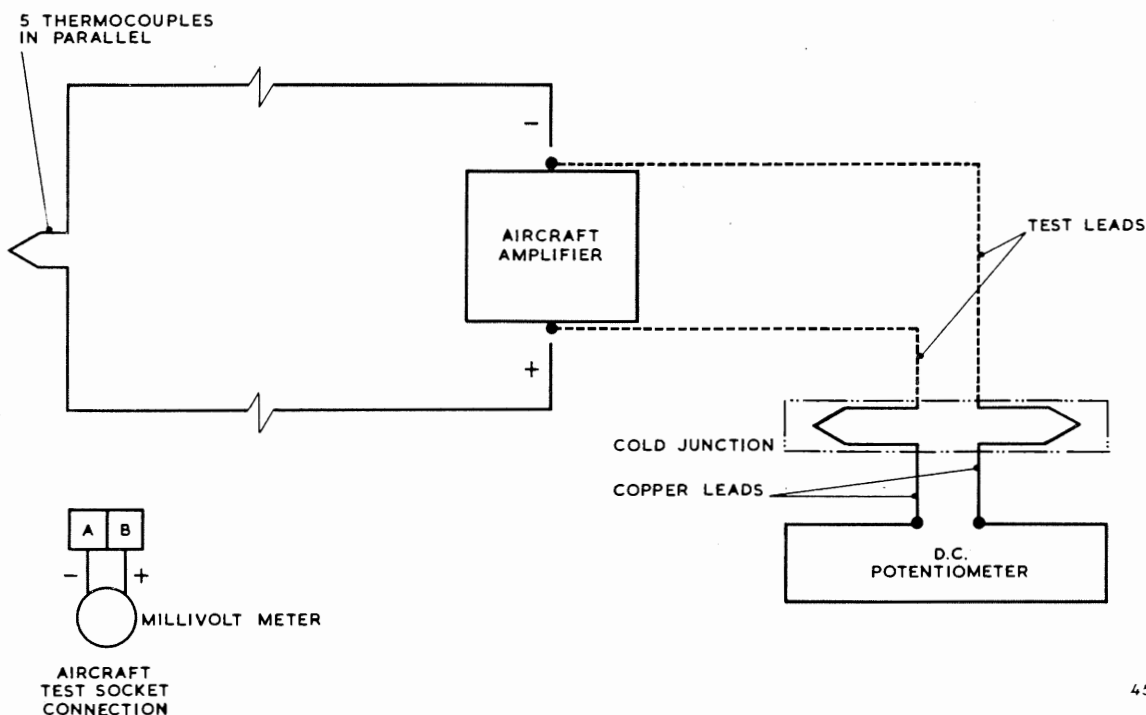 5 THERMOCOUPLES
IN PARALLEL
-
AIRCRAFT
AMPLIFIER
TEST LEADS
+
COLD JUNCTION
COPPER LEADS
A B
D.C.
POTENTIOMETER
- +
MILLIVOLT METER
AIRCRAFT
TEST SOCKET
CONNECTION